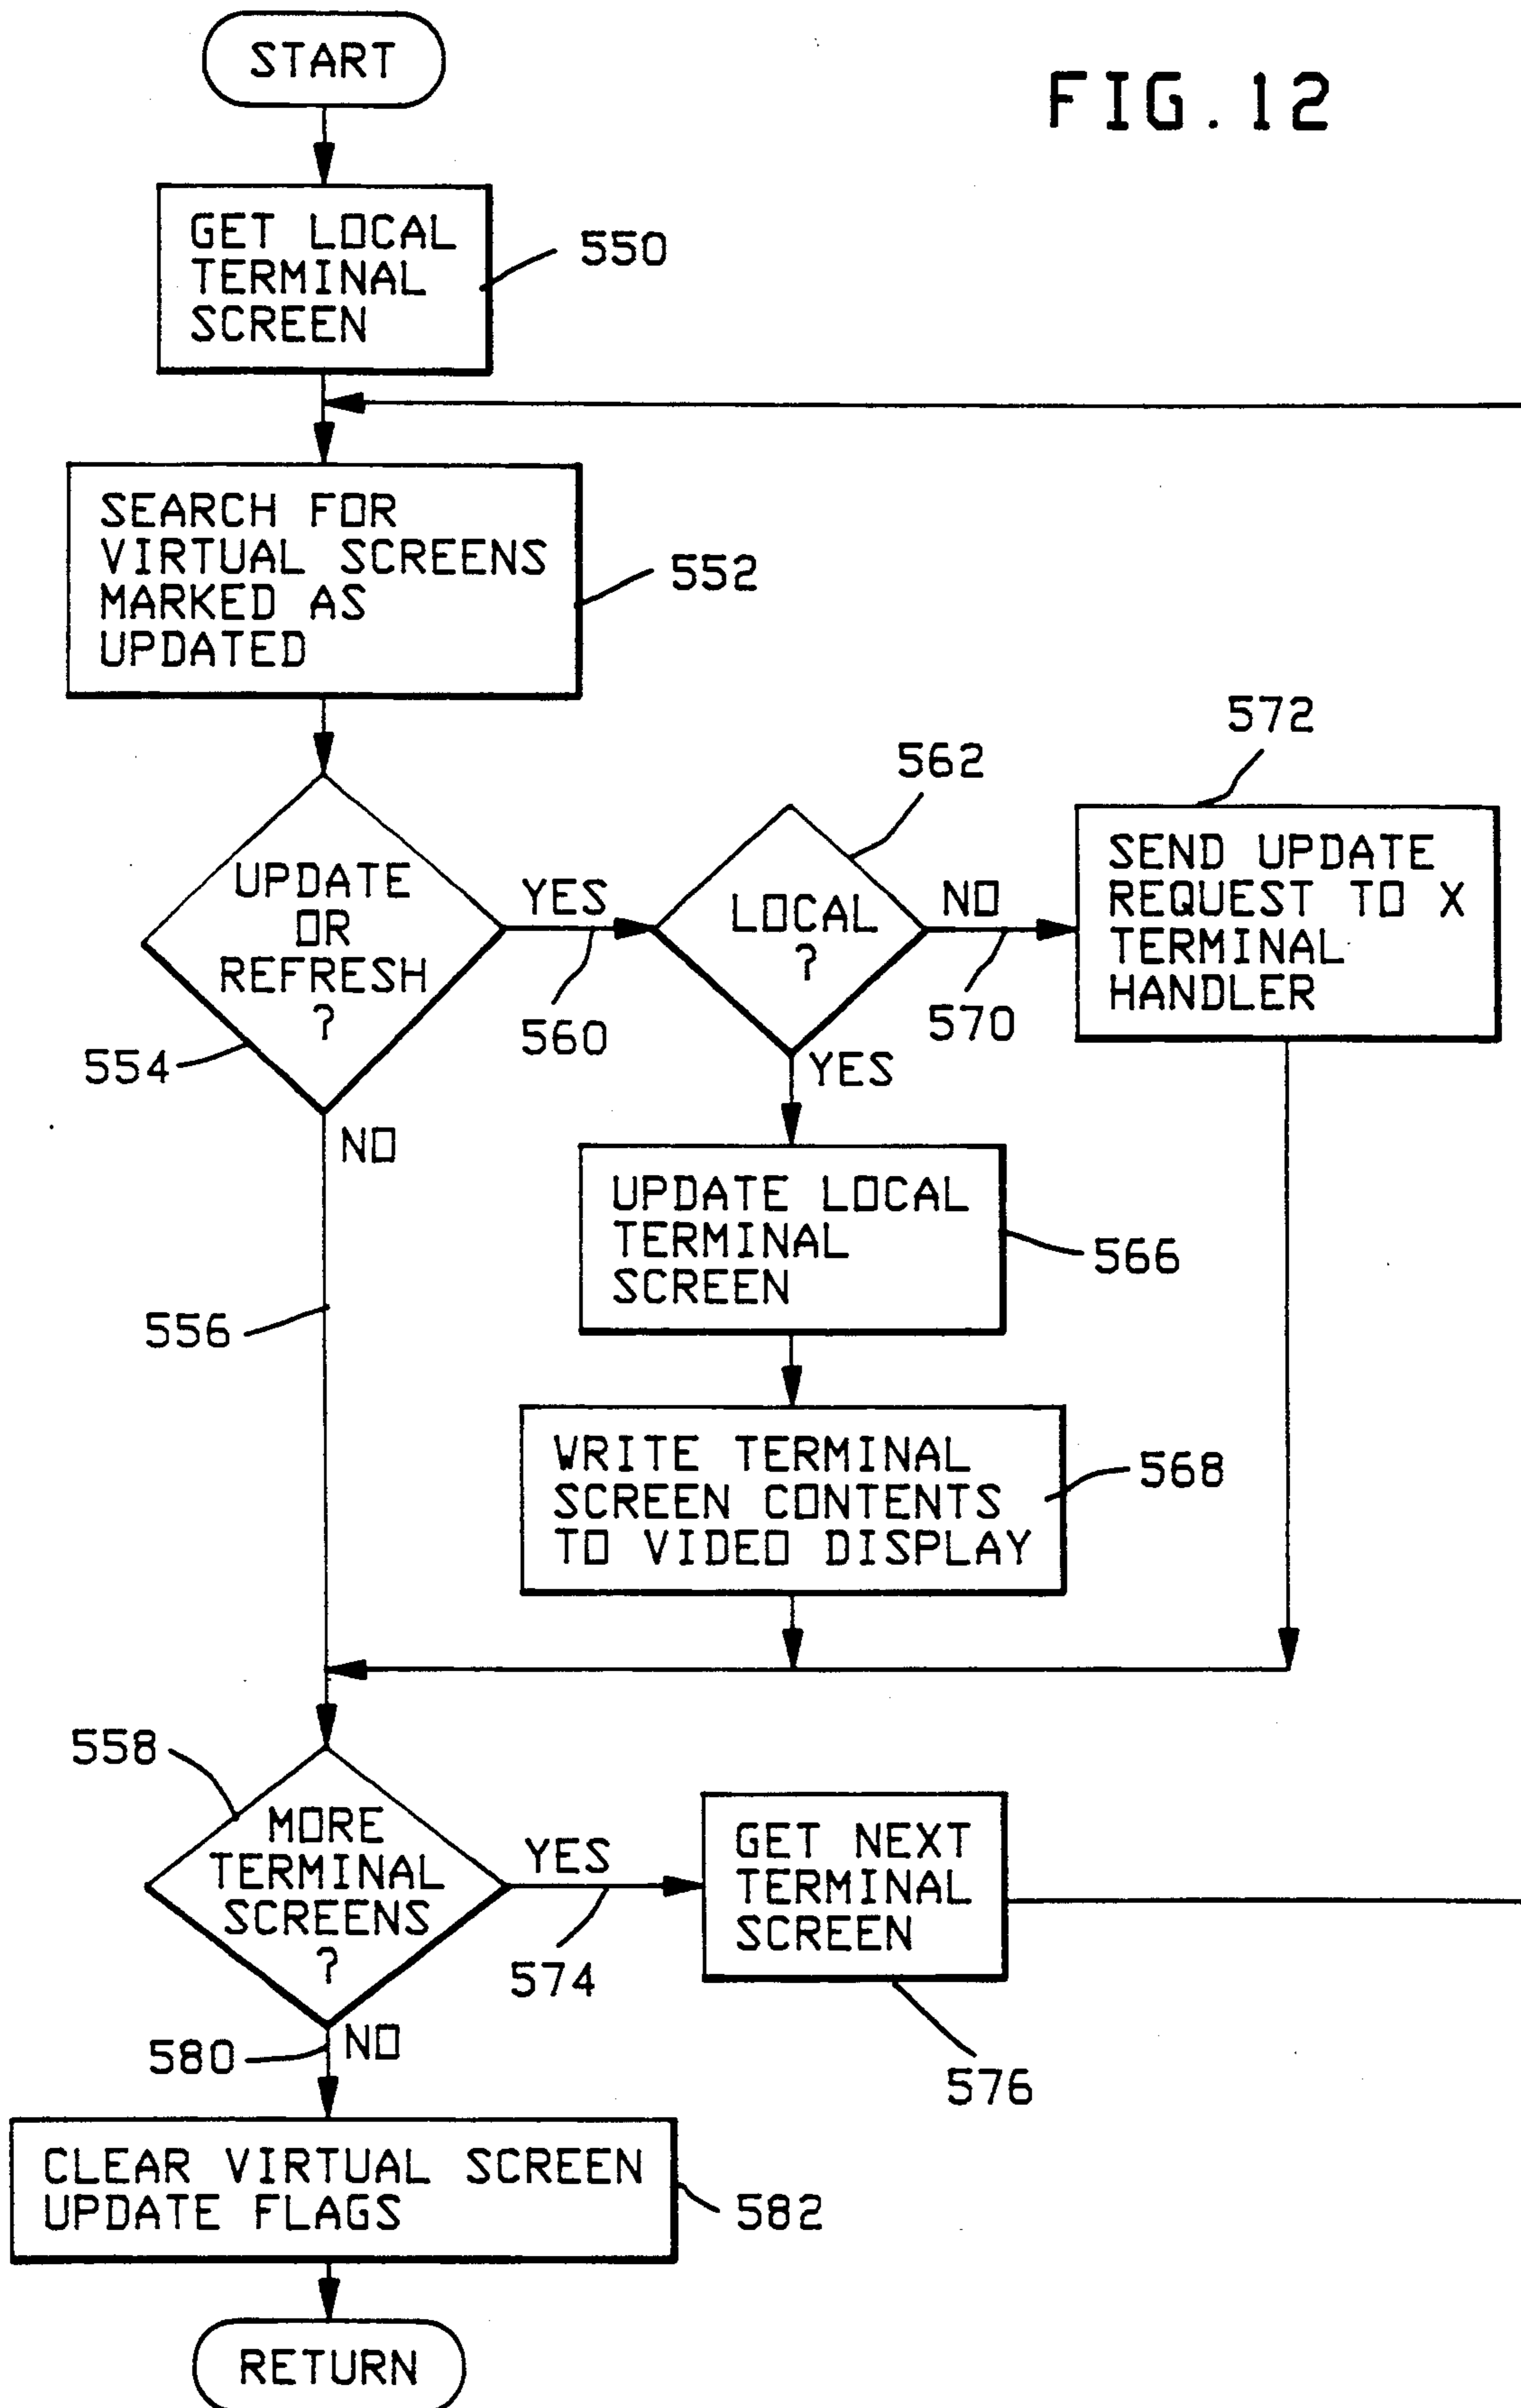 START
FIG.12
GET LOCAL
TERMINAL
SCREEN
550
SEARCH FOR
VIRTUAL SCREENS
MARKED AS
UPDATED
552
UPDATE
OR
REFRESH
?
554
YES
560
562
LOCAL
?
NO
570
572
SEND UPDATE
REQUEST TO X
TERMINAL
HANDLER
YES
NO
556
UPDATE LOCAL
TERMINAL
SCREEN
566
WRITE TERMINAL
SCREEN CONTENTS
TO VIDEO DISPLAY
568
558
MORE
TERMINAL
SCREENS
?
YES
574
GET NEXT
TERMINAL
SCREEN
576
580
NO
CLEAR VIRTUAL SCREEN
UPDATE FLAGS
582
RETURN